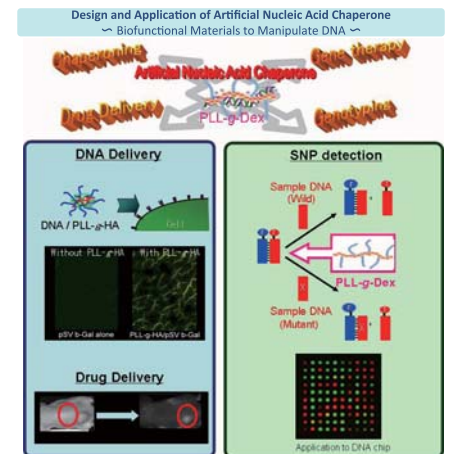 Design and Application of Artificial Nucleic Acid Chaperone
∽ Biofunctional Materials to Manipulate DNA ∽
Chaperoning
Gene therapy
Artificial Nucleic Acid Chaperone
Drug Delivery
PLL-g-Dex
Genotyping
DNA Delivery
DNA / PLL-g-HA
Cell
Without PLL-g-HA
With PLL-g-HA
pSV b-Gal alone
PLL-g-HA/pSV b-Gal
Drug Delivery
SNP detection
Sample DNA
(Wild)
PLL-g-Dex
Sample DNA
(Mutant)
Application to DNA chip